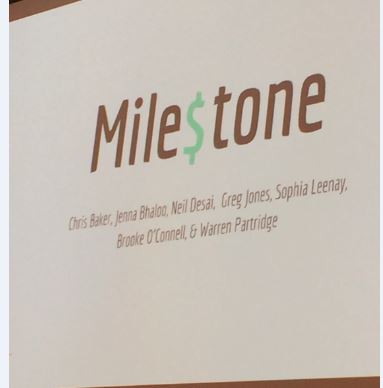 Mile$tone
Chris Baker, Jenna Bhaloo, Neil Desai, Greg Jones, Sophia Leenay,
Brooke O'Connell, & Warren Partridge